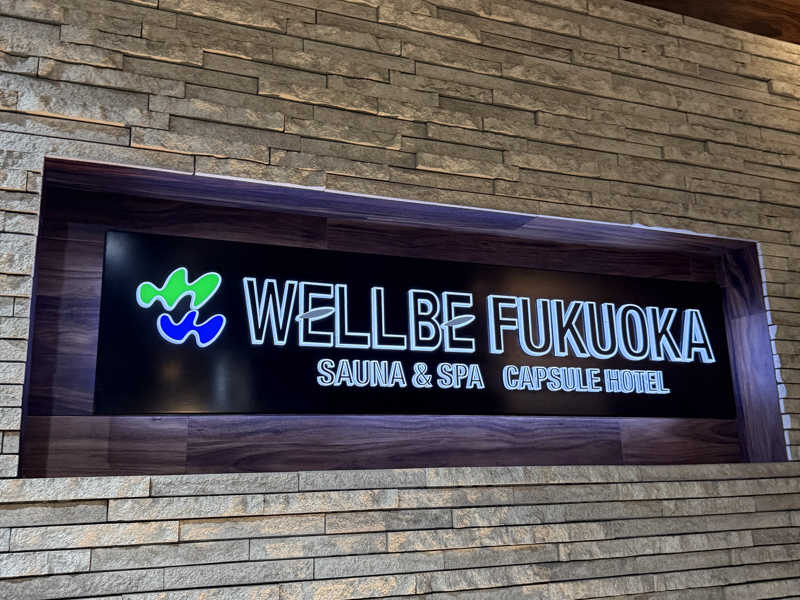 WELLBE FUKUOKA
SAUNA & SPA CAPSULE HOTEL